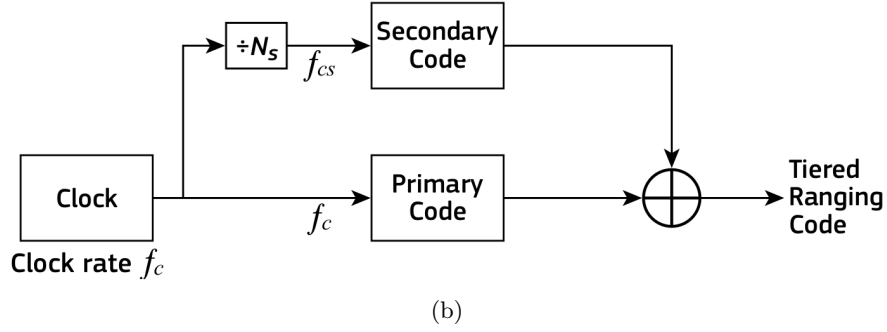 ÷Ns
fcs
Secondary
Code
Clock
Clock rate fc
fc
Primary
Code
Tiered
Ranging
Code
(b)